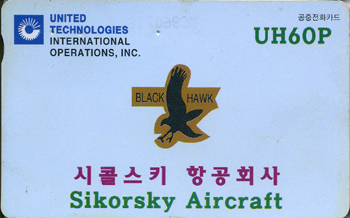 UNITED
TECHNOLOGIES
INTERNATIONAL
OPERATIONS, INC.
공중전화카드
UH60P
BLACK HAWK
시콜스키 항공회사
Sikorsky Aircraft